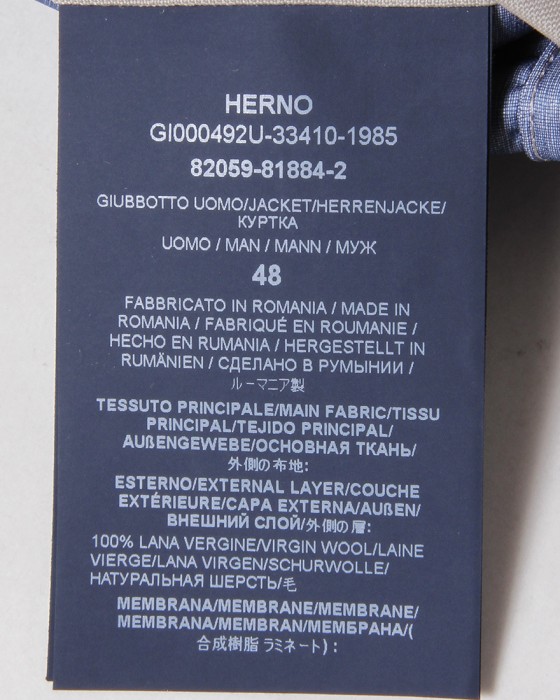 HERNO
GI000492U-33410-1985
82059-81884-2
GIUBBOTTO UOMO/JACKET/HERRENJACKE/
КУРТКА
UOMO / MAN / MANN / МУЖ
48
FABBRICATO IN ROMANIA / MADE IN
ROMANIA / FABRIQUÉ EN ROUMANIE /
HECHO EN RUMANIA / HERGESTELLT IN
RUMÄNIEN / СДЕЛАНО В РУМЫНИИ /
ルーマニア製
TESSUTO PRINCIPALE/MAIN FABRIC/TISSU
PRINCIPAL/TEJIDO PRINCIPAL/
AUßENGEWEBE/ОСНОВНАЯ ТКАНЬ/
外側の布地:
ESTERNO/EXTERNAL LAYER/COUCHE
EXTÉRIEURE/CAPA EXTERNA/AUßEN/
ВНЕШНИЙ СЛОЙ/外側の層:
100% LANA VERGINE/VIRGIN WOOL/LAINE
VIERGE/LANA VIRGEN/SCHURWOLLE/
НАТУРАЛЬНАЯ ШЕРСТЬ/毛
MEMBRANA/MEMBRANE/MEMBRANE/
MEMBRANA/MEMBRAN/МЕМБРАНА/(
合成樹脂 ラミネート) :